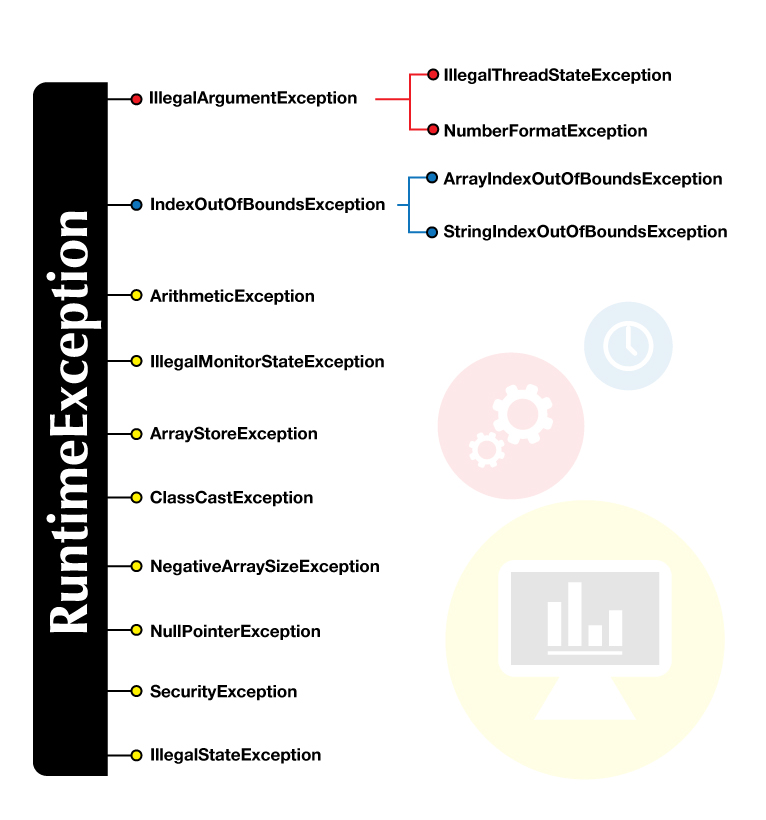 RuntimeException
IllegalArgumentException
IllegalThreadStateException
NumberFormatException
IndexOutOfBoundsException
ArrayIndexOutOfBoundsException
StringIndexOutOfBoundsException
ArithmeticException
IllegalMonitorStateException
ArrayStoreException
ClassCastException
NegativeArraySizeException
NullPointerException
SecurityException
IllegalStateException